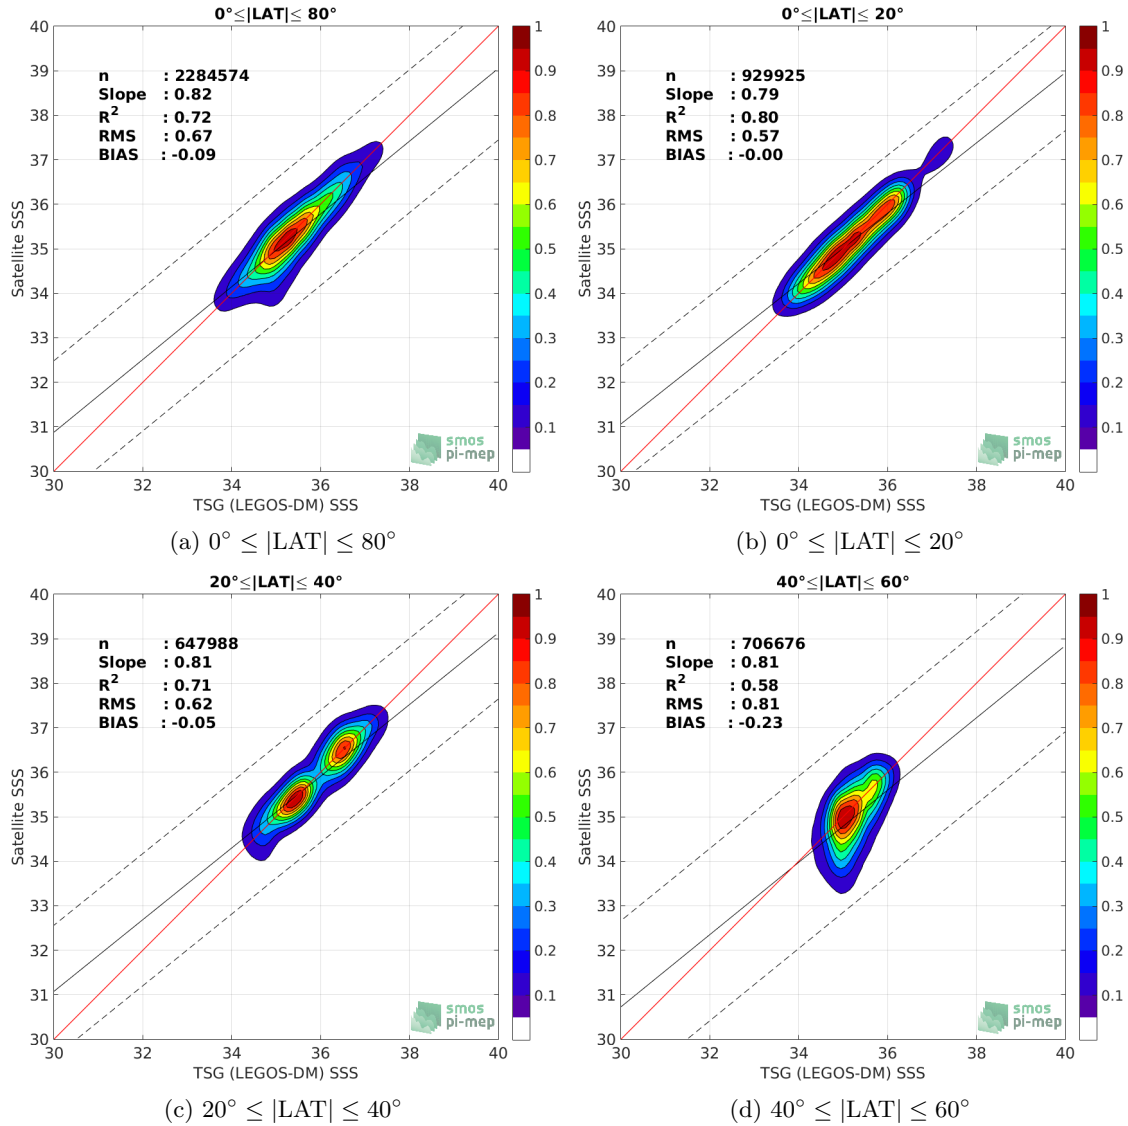 0°≤|LAT|≤ 80°
n : 2284574
Slope : 0.82
R² : 0.72
RMS : 0.67
BIAS : -0.09
40
39
38
37
36
35
34
33
32
31
30
Satellite SSS
30 32 34 36 38 40
TSG (LEGOS-DM) SSS
1
0.9
0.8
0.7
0.6
0.5
0.4
0.3
0.2
0.1
smos
pi-mep
(a) 0° ≤ |LAT| ≤ 80°
0°≤|LAT|≤ 20°
n : 929925
Slope : 0.79
R² : 0.80
RMS : 0.57
BIAS : -0.00
40
39
38
37
36
35
34
33
32
31
30
Satellite SSS
30 32 34 36 38 40
TSG (LEGOS-DM) SSS
1
0.9
0.8
0.7
0.6
0.5
0.4
0.3
0.2
0.1
smos
pi-mep
(b) 0° ≤ |LAT| ≤ 20°
20°≤|LAT|≤ 40°
n : 647988
Slope : 0.81
R² : 0.71
RMS : 0.62
BIAS : -0.05
40
39
38
37
36
35
34
33
32
31
30
Satellite SSS
30 32 34 36 38 40
TSG (LEGOS-DM) SSS
1
0.9
0.8
0.7
0.6
0.5
0.4
0.3
0.2
0.1
smos
pi-mep
(c) 20° ≤ |LAT| ≤ 40°
40°≤|LAT|≤ 60°
n : 706676
Slope : 0.81
R² : 0.58
RMS : 0.81
BIAS : -0.23
40
39
38
37
36
35
34
33
32
31
30
Satellite SSS
30 32 34 36 38 40
TSG (LEGOS-DM) SSS
1
0.9
0.8
0.7
0.6
0.5
0.4
0.3
0.2
0.1
smos
pi-mep
(d) 40° ≤ |LAT| ≤ 60°